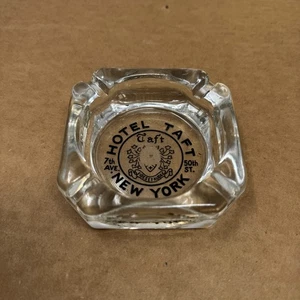 HOTEL TAFT
Taft
7th AVE.
50th ST.
NEW YORK